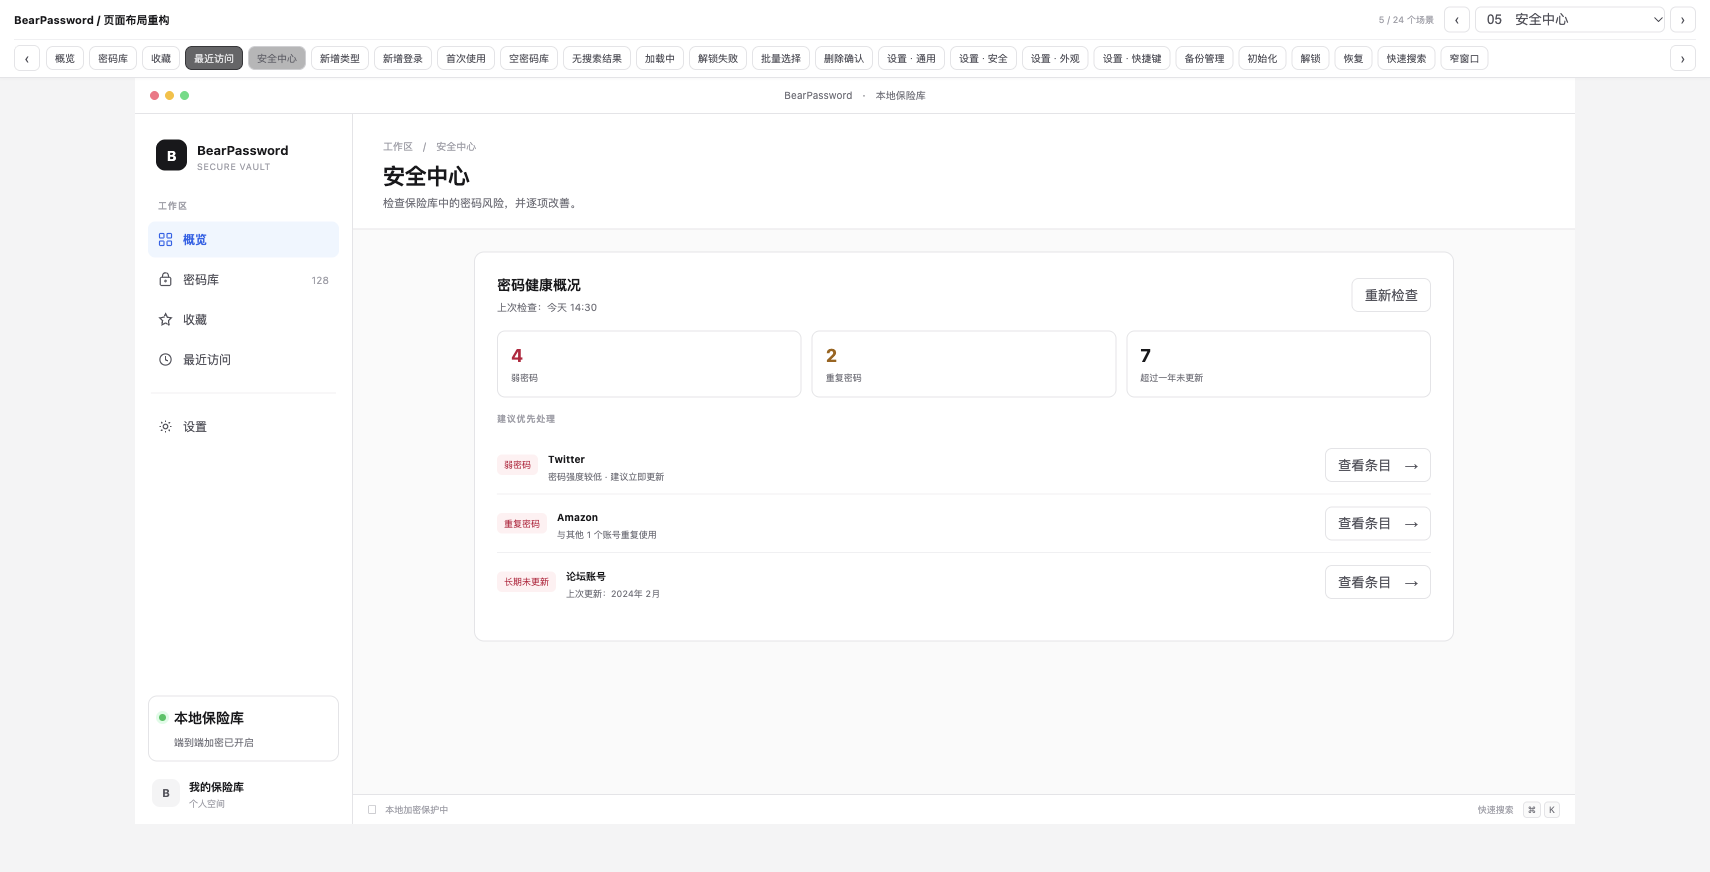 BearPassword / 页面布局重构
5 / 24 个场景
‹
05 安全中心
›
‹
概览
密码库
收藏
最近访问
安全中心
新增类型
新增登录
首次使用
空密码库
无搜索结果
加载中
解锁失败
批量选择
删除确认
设置 · 通用
设置 · 安全
设置 · 外观
设置 · 快捷键
备份管理
初始化
解锁
恢复
快速搜索
窄窗口
›
BearPassword · 本地保险库
B
BearPassword
SECURE VAULT
工作区
概览
密码库 128
收藏
最近访问
设置
本地保险库
端到端加密已开启
B
我的保险库
个人空间
工作区 / 安全中心
安全中心
检查保险库中的密码风险，并逐项改善。
密码健康概况
上次检查：今天 14:30
重新检查
4
弱密码
2
重复密码
7
超过一年未更新
建议优先处理
弱密码
Twitter
密码强度较低 · 建议立即更新
查看条目 →
重复密码
Amazon
与其他 1 个账号重复使用
查看条目 →
长期未更新
论坛账号
上次更新：2024年 2月
查看条目 →
本地加密保护中
快速搜索 ⌘ K